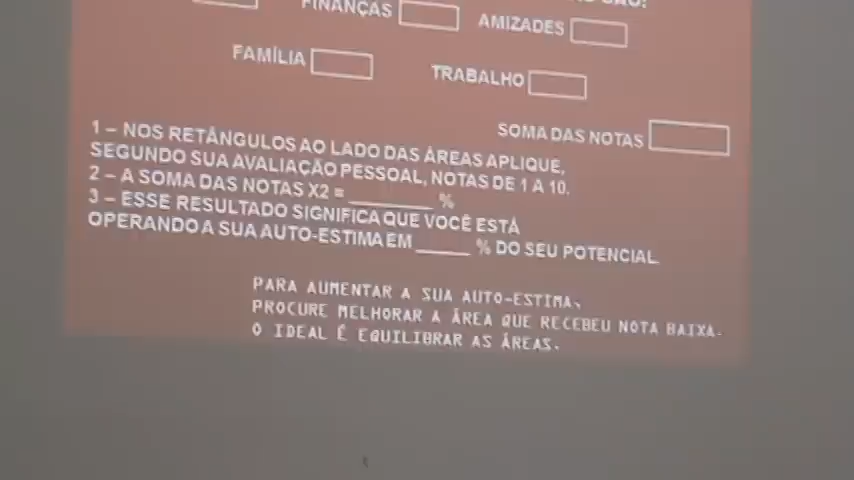 FINANÇAS
AMIZADES
FAMÍLIA
TRABALHO
SOMA DAS NOTAS
1 – NOS RETÂNGULOS AO LADO DAS ÁREAS APLIQUE,
SEGUNDO SUA AVALIAÇÃO PESSOAL, NOTAS DE 1 A 10.
2 – A SOMA DAS NOTAS X2 = ________ %
3 – ESSE RESULTADO SIGNIFICA QUE VOCÊ ESTÁ
OPERANDO A SUA AUTO-ESTIMA EM _____ % DO SEU POTENCIAL.
PARA AUMENTAR A SUA AUTO-ESTIMA,
PROCURE MELHORAR A ÁREA QUE RECEBEU NOTA BAIXA.
O IDEAL É EQUILIBRAR AS ÁREAS.